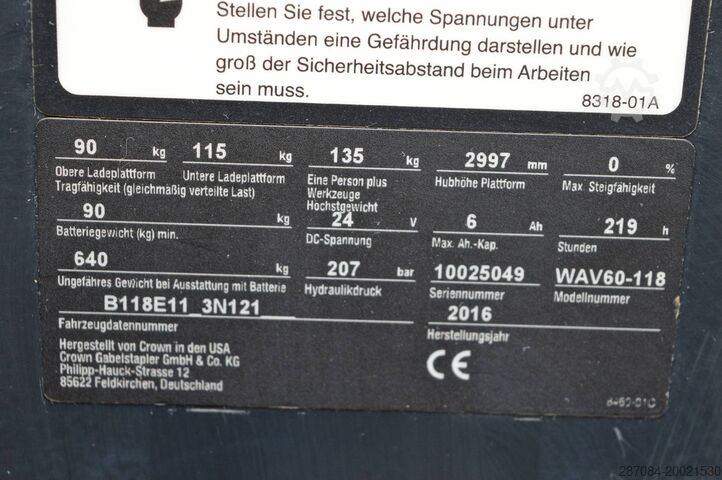 Stellen Sie fest, welche Spannungen unter
Umständen eine Gefährdung darstellen und wie
groß der Sicherheitsabstand beim Arbeiten
sein muss.
8318-01A
90 kg 115 kg 135 kg 2997 mm 0 %
Obere Ladeplattform Untere Ladeplattform Eine Person plus Hubhöhe Plattform Max. Steigfähigkeit
Tragfähigkeit (gleichmäßig verteilte Last) Werkzeuge
Höchstgewicht
90 kg 24 V 6 Ah 219 h
Batteriegewicht (kg) min. DC-Spannung Max. Ah.-Kap. Stunden
640 kg 207 bar 10025049 WAV60-118
Ungefähres Gewicht bei Ausstattung mit Batterie Hydraulikdruck Seriennummer Modellnummer
B118E11_3N121 2016
Fahrzeugdatennummer Herstellungsjahr
Hergestellt von Crown in den USA
Crown Gabelstapler GmbH & Co. KG
Philipp-Hauck-Strasse 12
85622 Feldkirchen, Deutschland
CE
287084-20021530